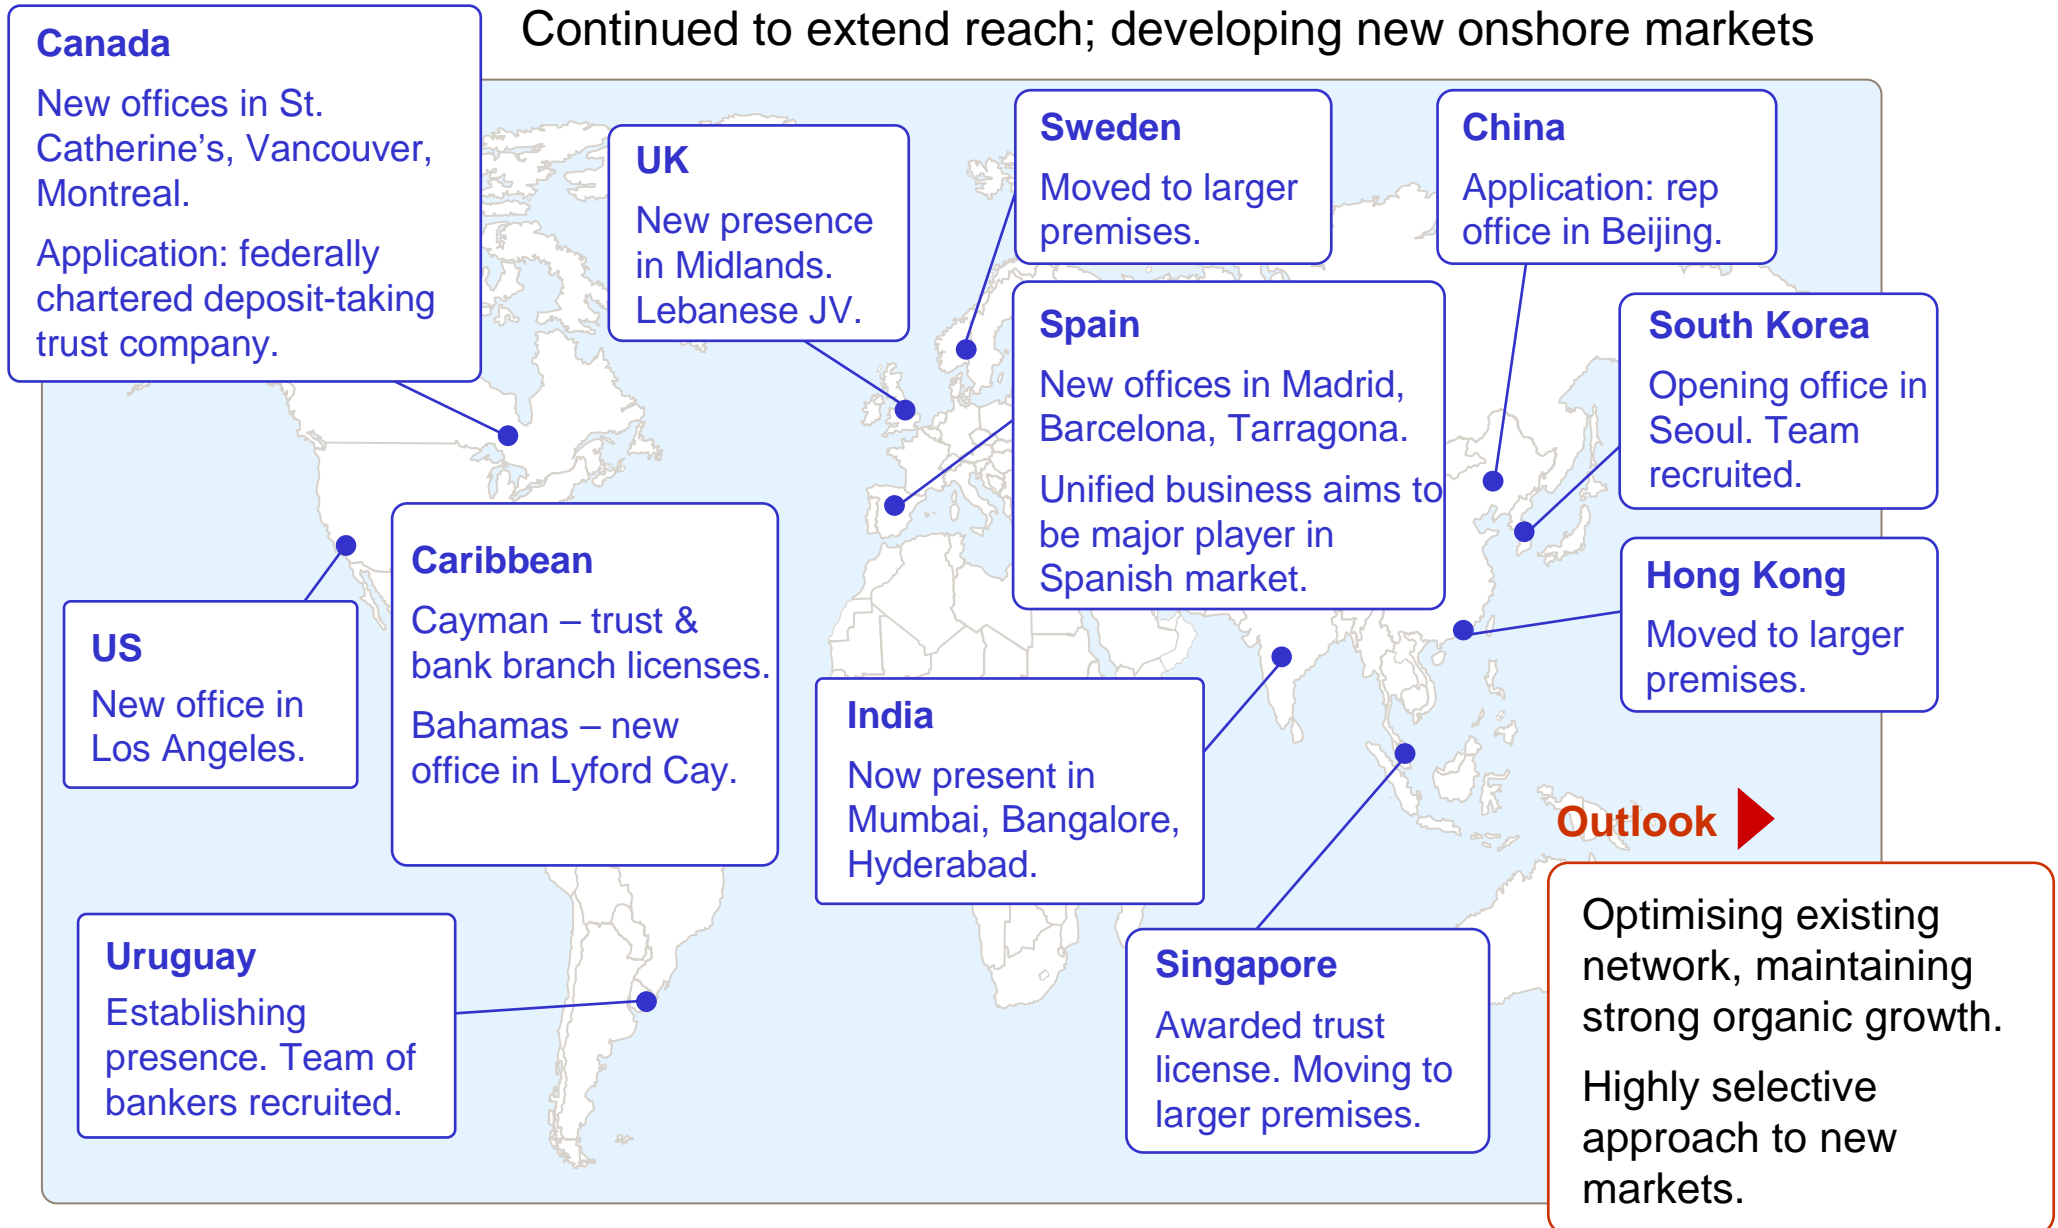 Continued to extend reach; developing new onshore markets
Canada
New offices in St.
Catherine’s, Vancouver,
Montreal.
Application: federally
chartered deposit-taking
trust company.
UK
New presence
in Midlands.
Lebanese JV.
Sweden
Moved to larger
premises.
China
Application: rep
office in Beijing.
Spain
New offices in Madrid,
Barcelona, Tarragona.
Unified business aims to
be major player in
Spanish market.
South Korea
Opening office in
Seoul. Team
recruited.
Hong Kong
Moved to larger
premises.
US
New office in
Los Angeles.
Caribbean
Cayman – trust &
bank branch licenses.
Bahamas – new
office in Lyford Cay.
India
Now present in
Mumbai, Bangalore,
Hyderabad.
Uruguay
Establishing
presence. Team of
bankers recruited.
Singapore
Awarded trust
license. Moving to
larger premises.
Outlook
Optimising existing
network, maintaining
strong organic growth.
Highly selective
approach to new
markets.